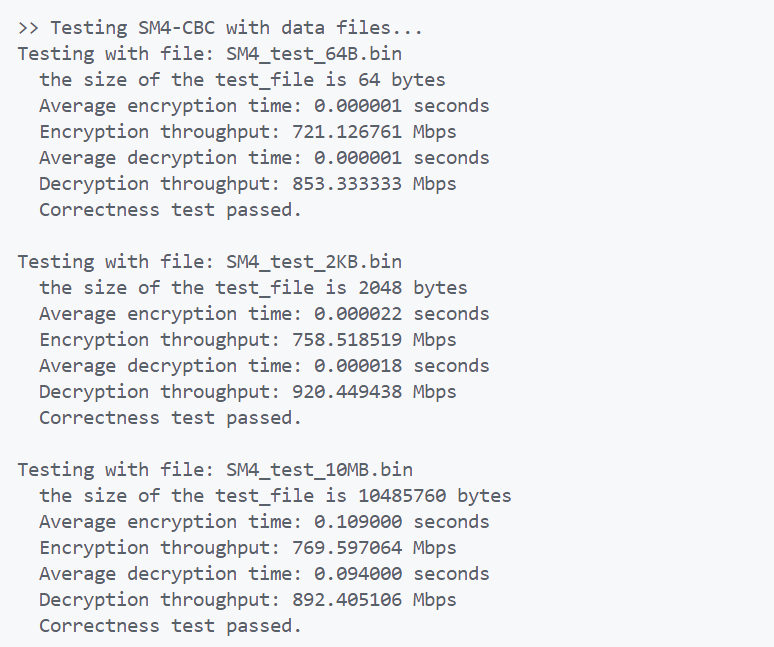 >> Testing SM4-CBC with data files...
Testing with file: SM4_test_64B.bin
the size of the test_file is 64 bytes
Average encryption time: 0.000001 seconds
Encryption throughput: 721.126761 Mbps
Average decryption time: 0.000001 seconds
Decryption throughput: 853.333333 Mbps
Correctness test passed.
Testing with file: SM4_test_2KB.bin
the size of the test_file is 2048 bytes
Average encryption time: 0.000022 seconds
Encryption throughput: 758.518519 Mbps
Average decryption time: 0.000018 seconds
Decryption throughput: 920.449438 Mbps
Correctness test passed.
Testing with file: SM4_test_10MB.bin
the size of the test_file is 10485760 bytes
Average encryption time: 0.109000 seconds
Encryption throughput: 769.597064 Mbps
Average decryption time: 0.094000 seconds
Decryption throughput: 892.405106 Mbps
Correctness test passed.